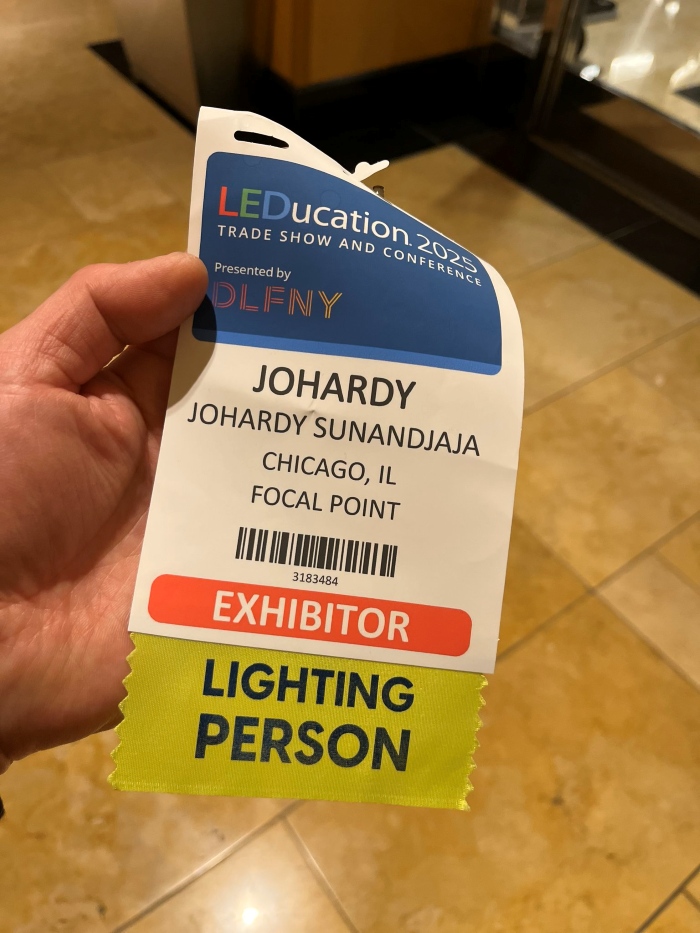 LEDucation 2025
TRADE SHOW AND CONFERENCE
Presented by
DLFNY
JOHARDY
JOHARDY SUNANDJAJA
CHICAGO, IL
FOCAL POINT
3183484
EXHIBITOR
LIGHTING
PERSON